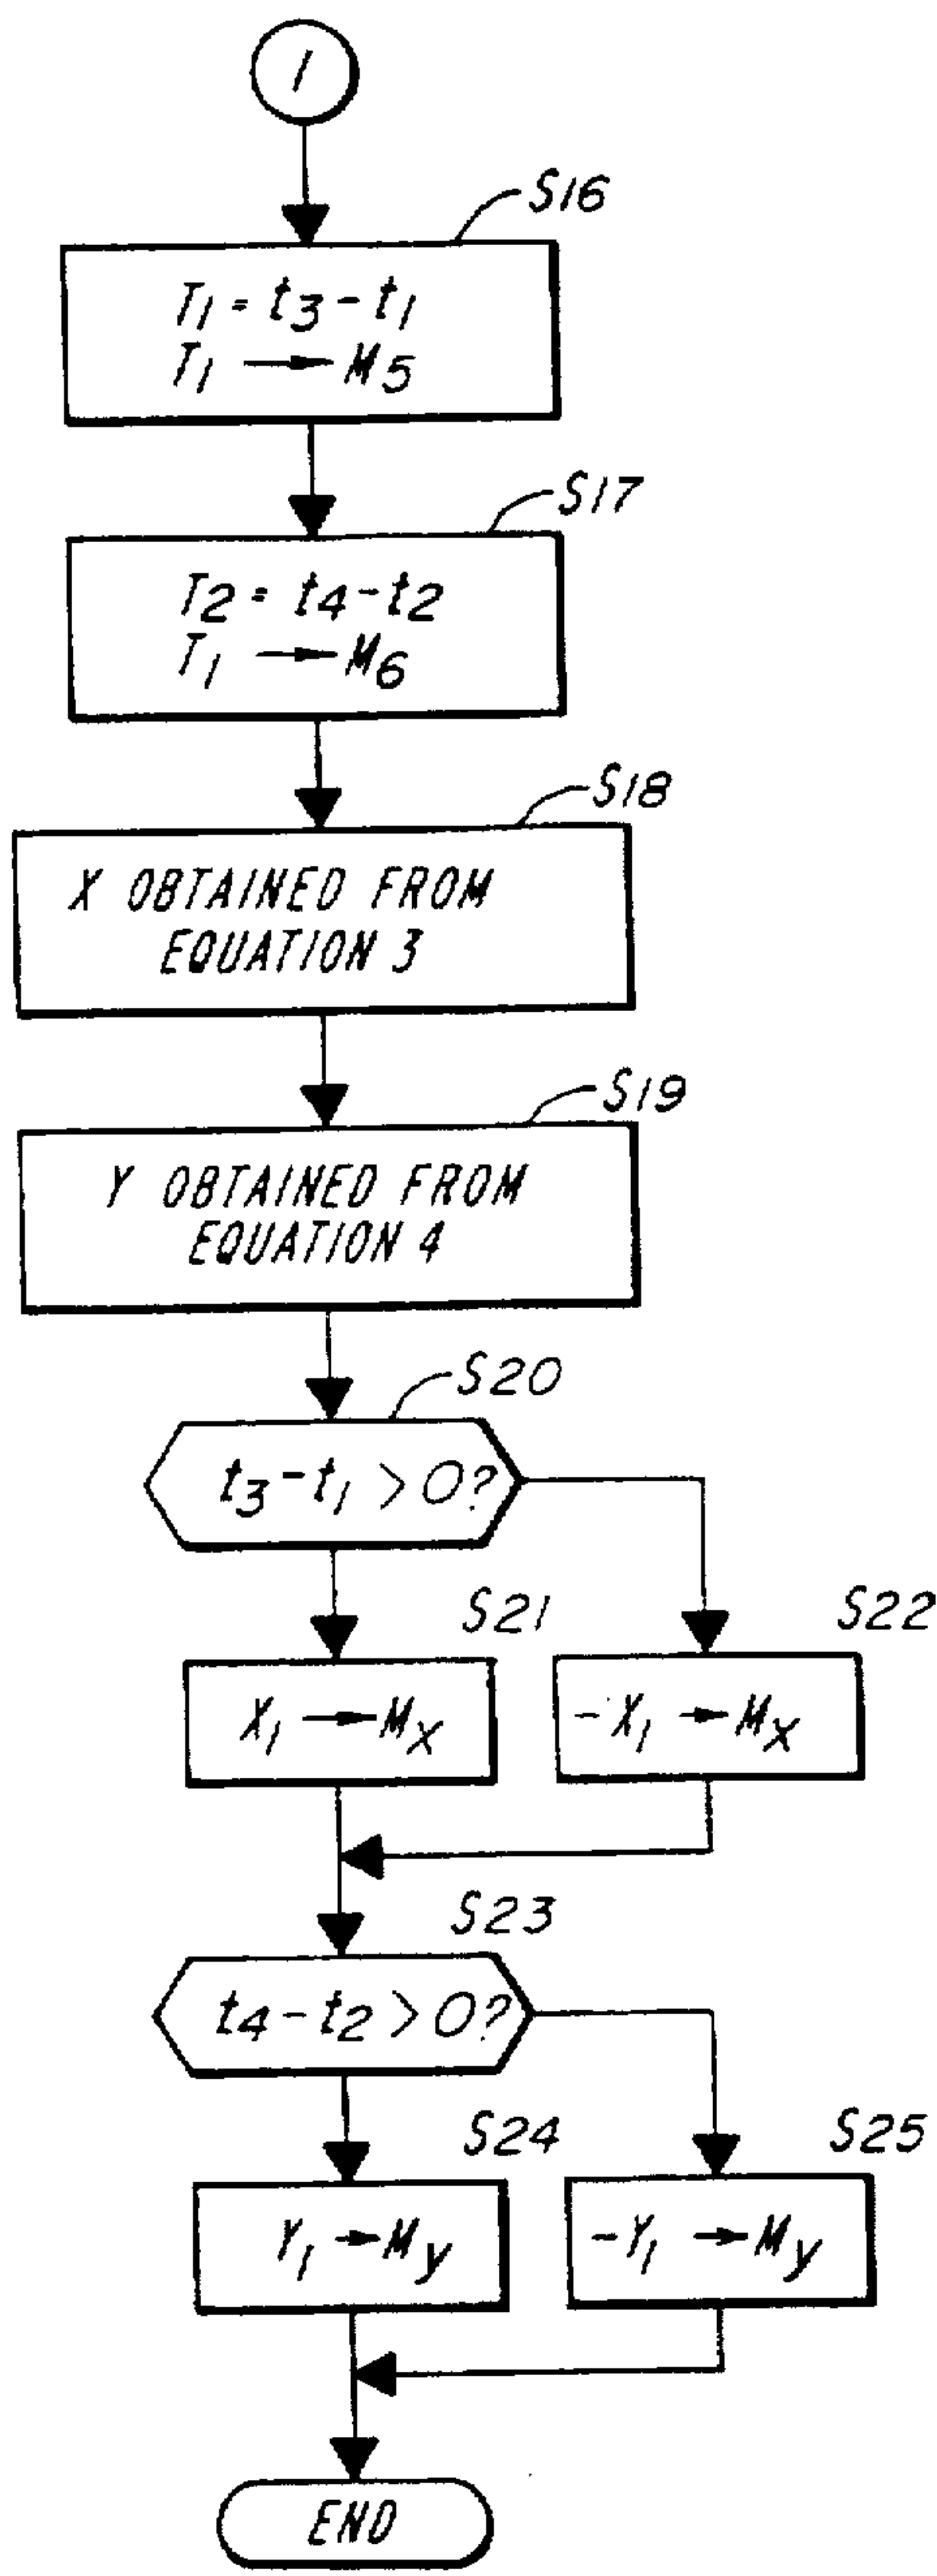 1
S16
T1 = t3 - t1
T1 → M5
S17
T2 = t4 - t2
T1 → M6
S18
X OBTAINED FROM
EQUATION 3
S19
Y OBTAINED FROM
EQUATION 4
S20
t3 - t1 > 0?
S21
S22
X1 → Mx
-X1 → Mx
S23
t4 - t2 > 0?
S24
S25
Y1 → My
-Y1 → My
END